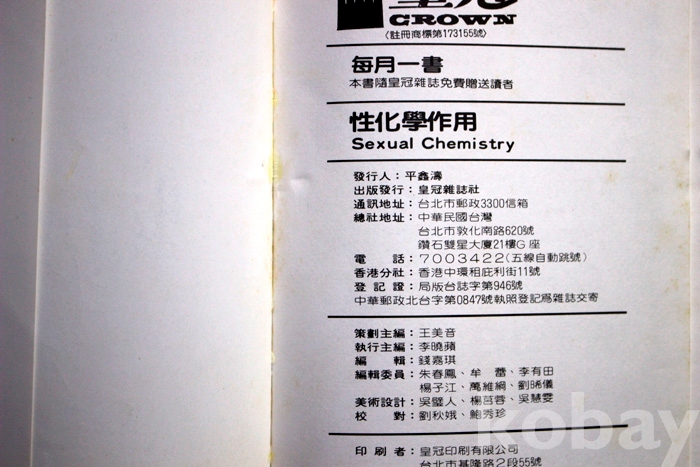 皇冠
CROWN
〈註冊商標第173155號〉
每月一書
本書隨皇冠雜誌免費贈送讀者
性化學作用
Sexual Chemistry
發行人：平鑫濤
出版發行：皇冠雜誌社
通訊地址：台北市郵政3300信箱
總社地址：中華民國台灣
台北市敦化南路620號
鑽石雙星大廈21樓G座
電　　話：7003422(五線自動跳號)
香港分社：香港中環租庇利街11號
登 記 證：局版台誌字第946號
中華郵政北台字第0847號執照登記爲雜誌交寄
策劃主編：王美音
執行主編：李曉蘋
編　　輯：錢嘉琪
編輯委員：朱春鳳、牟　蕾、李有田
楊子江、萬維綱、劉晞儀
美術設計：吳璧人、楊苕蓉、吳慧雯
校　　對：劉秋娥、鮑秀珍
印 刷 者：皇冠印刷有限公司
台北市基隆路2段55號
kobay